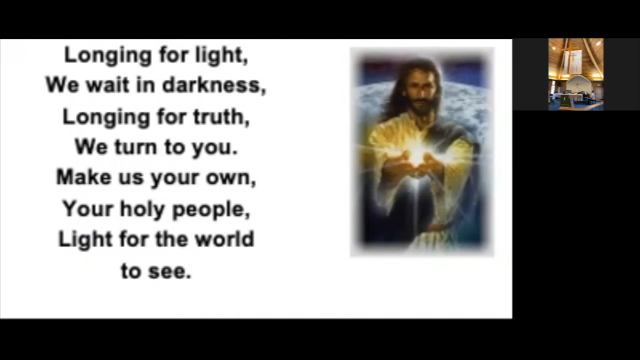 Longing for light,
We wait in darkness,
Longing for truth,
We turn to you.
Make us your own,
Your holy people,
Light for the world
to see.